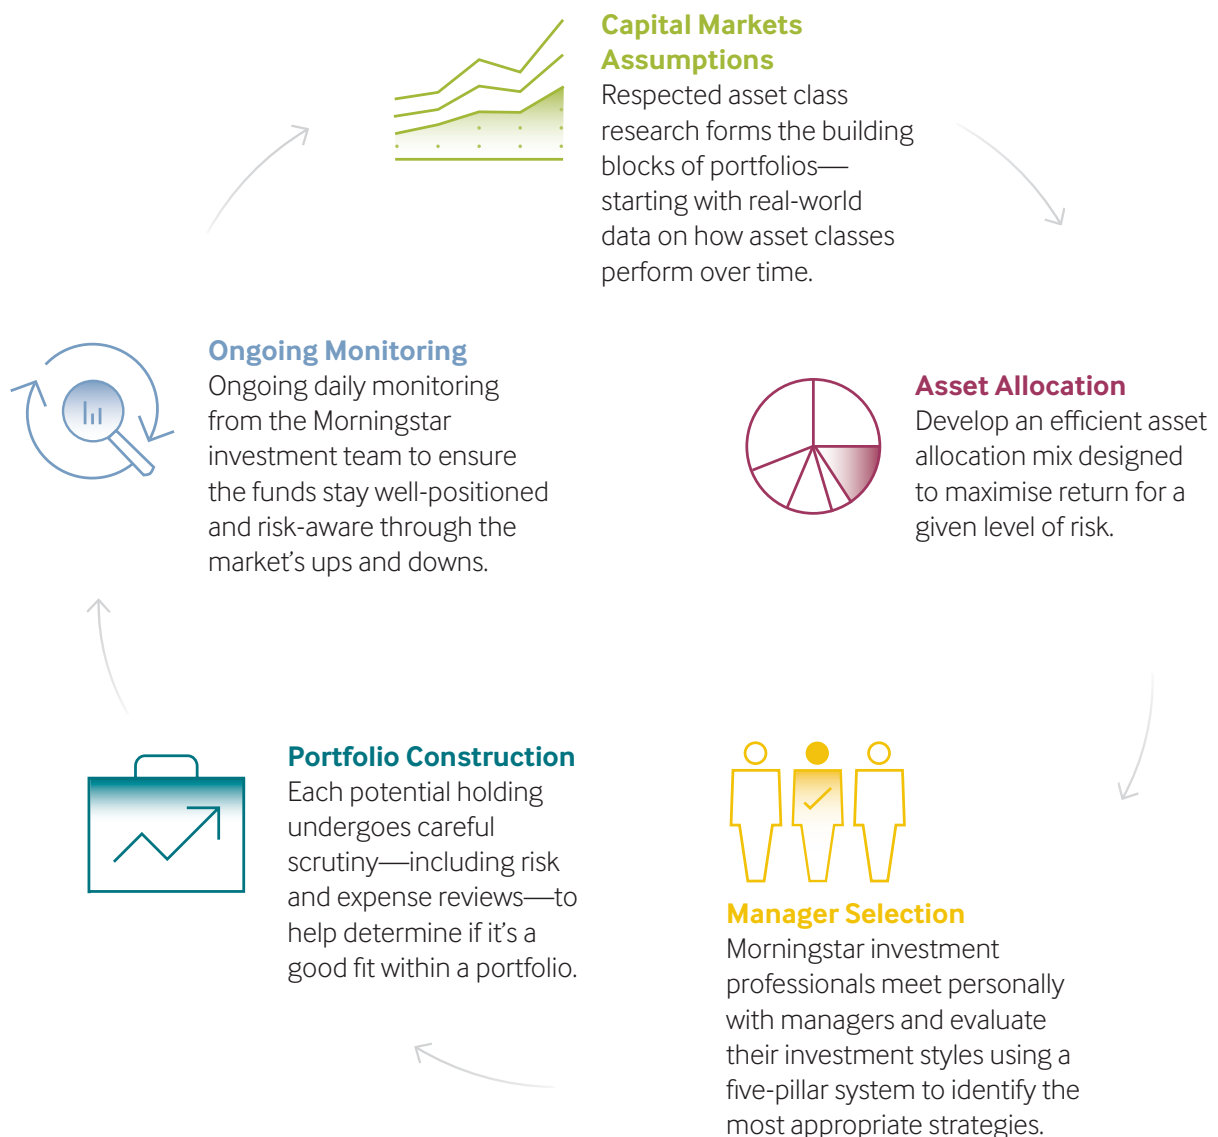 Capital Markets
Assumptions
Respected asset class
research forms the building
blocks of portfolios—
starting with real-world
data on how asset classes
perform over time.
Asset Allocation
Develop an efficient asset
allocation mix designed
to maximise return for a
given level of risk.
Manager Selection
Morningstar investment
professionals meet personally
with managers and evaluate
their investment styles using a
five-pillar system to identify the
most appropriate strategies.
Portfolio Construction
Each potential holding
undergoes careful
scrutiny—including risk
and expense reviews—to
help determine if it’s a
good fit within a portfolio.
Ongoing Monitoring
Ongoing daily monitoring
from the Morningstar
investment team to ensure
the funds stay well-positioned
and risk-aware through the
market’s ups and downs.